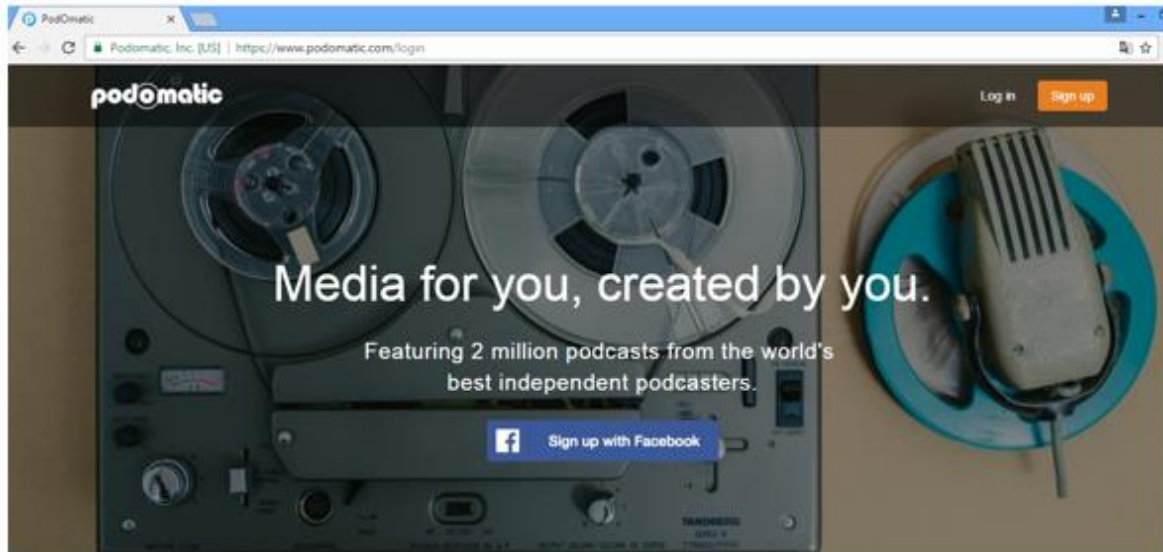 PodOmatic
Podomatic, Inc. [US] | https://www.podomatic.com/login
podomatic
Log in
Sign up
Media for you, created by you.
Featuring 2 million podcasts from the world's
best independent podcasters.
Sign up with Facebook
TANDBERG